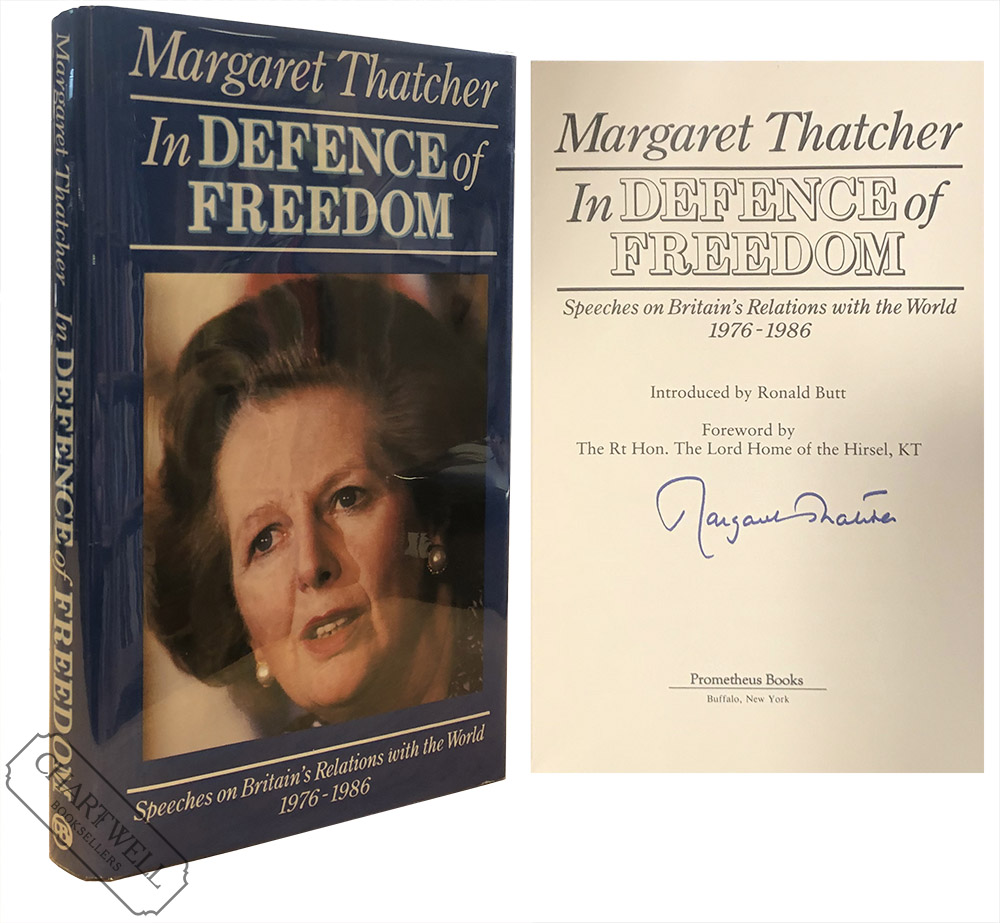 Margaret Thatcher
In DEFENCE of
FREEDOM
Speeches on Britain's Relations with the World
1976-1986
Margaret Thatcher In DEFENCE of FREEDOM
PB
CHARTWELL
BOOKSELLERS
Margaret Thatcher
In DEFENCE of
FREEDOM
Speeches on Britain's Relations with the World
1976-1986
Introduced by Ronald Butt
Foreword by
The Rt Hon. The Lord Home of the Hirsel, KT
Margaret Thatcher
Prometheus Books
Buffalo, New York